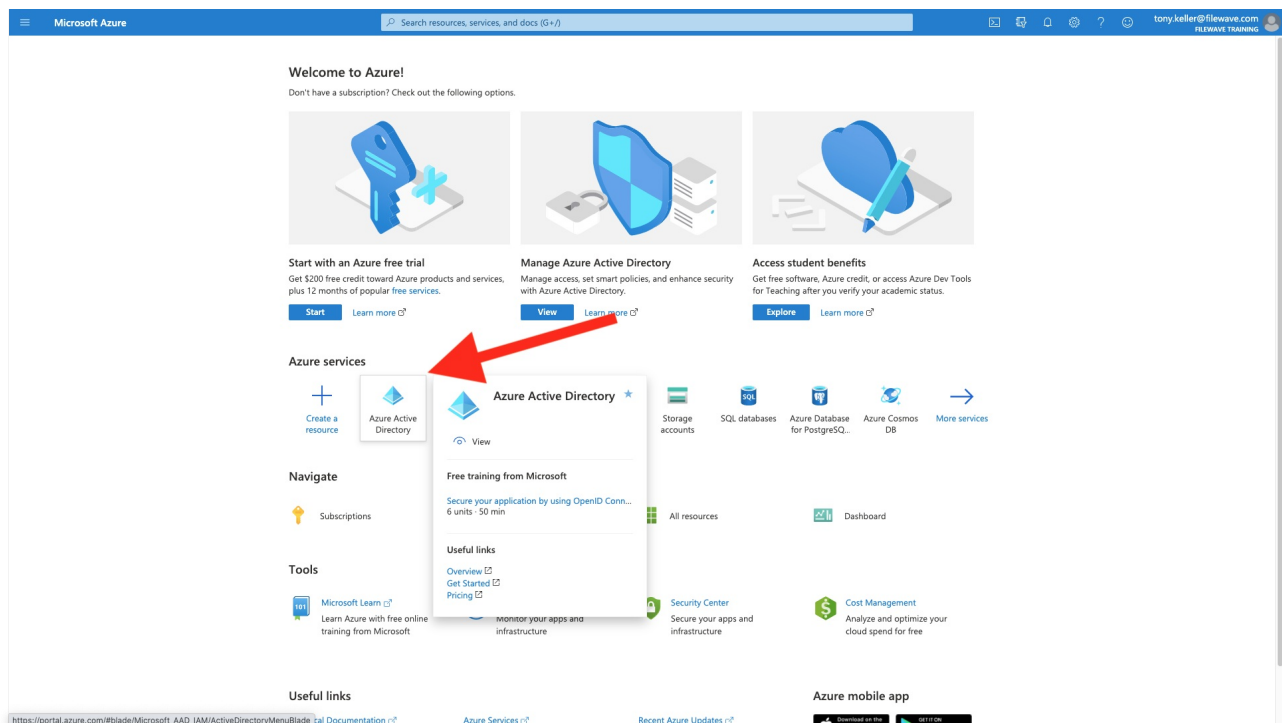 Microsoft Azure
Search resources, services, and docs (G+/)
tony.keller@filewave.com
FILEWAVE TRAINING
Welcome to Azure!
Don't have a subscription? Check out the following options.
Start with an Azure free trial
Get $200 free credit toward Azure products and services,
plus 12 months of popular free services.
Start
Learn more
Manage Azure Active Directory
Manage access, set smart policies, and enhance security
with Azure Active Directory.
View
Learn more
Access student benefits
Get free software, Azure credit, or access Azure Dev Tools
for Teaching after you verify your academic status.
Explore
Learn more
Azure services
Create a
resource
Azure Active
Directory
Azure Active Directory
View
Free training from Microsoft
Secure your application by using OpenID Conn...
6 units · 50 min
Useful links
Overview
Get Started
Pricing
Storage
accounts
SQL
SQL databases
Azure Database
for PostgreSQ...
Azure Cosmos
DB
More services
Navigate
Subscriptions
All resources
Dashboard
Tools
101
Microsoft Learn
Learn Azure with free online
training from Microsoft
Monitor your apps and
infrastructure
Security Center
Secure your apps and
infrastructure
Cost Management
Analyze and optimize your
cloud spend for free
Useful links
cal Documentation
Azure Services
Recent Azure Updates
Azure mobile app
Download on the
GET IT ON
https://portal.azure.com/#blade/Microsoft_AAD_IAM/ActiveDirectoryMenuBlade